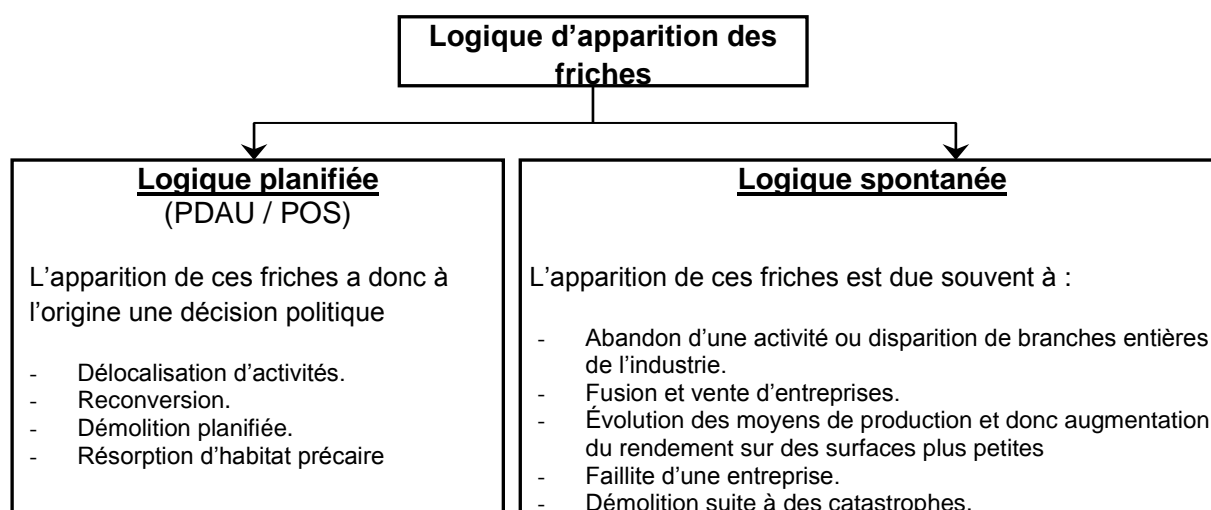 Logique d'apparition des
friches
Logique planifiée
(PDAU / POS)
L'apparition de ces friches a donc à
l'origine une décision politique
- Délocalisation d'activités.
- Reconversion.
- Démolition planifiée.
- Résorption d'habitat précaire
Logique spontanée
L'apparition de ces friches est due souvent à :
- Abandon d'une activité ou disparition de branches entières
de l'industrie.
- Fusion et vente d'entreprises.
- Évolution des moyens de production et donc augmentation
du rendement sur des surfaces plus petites
- Faillite d'une entreprise.
- Démolition suite à des catastrophes.